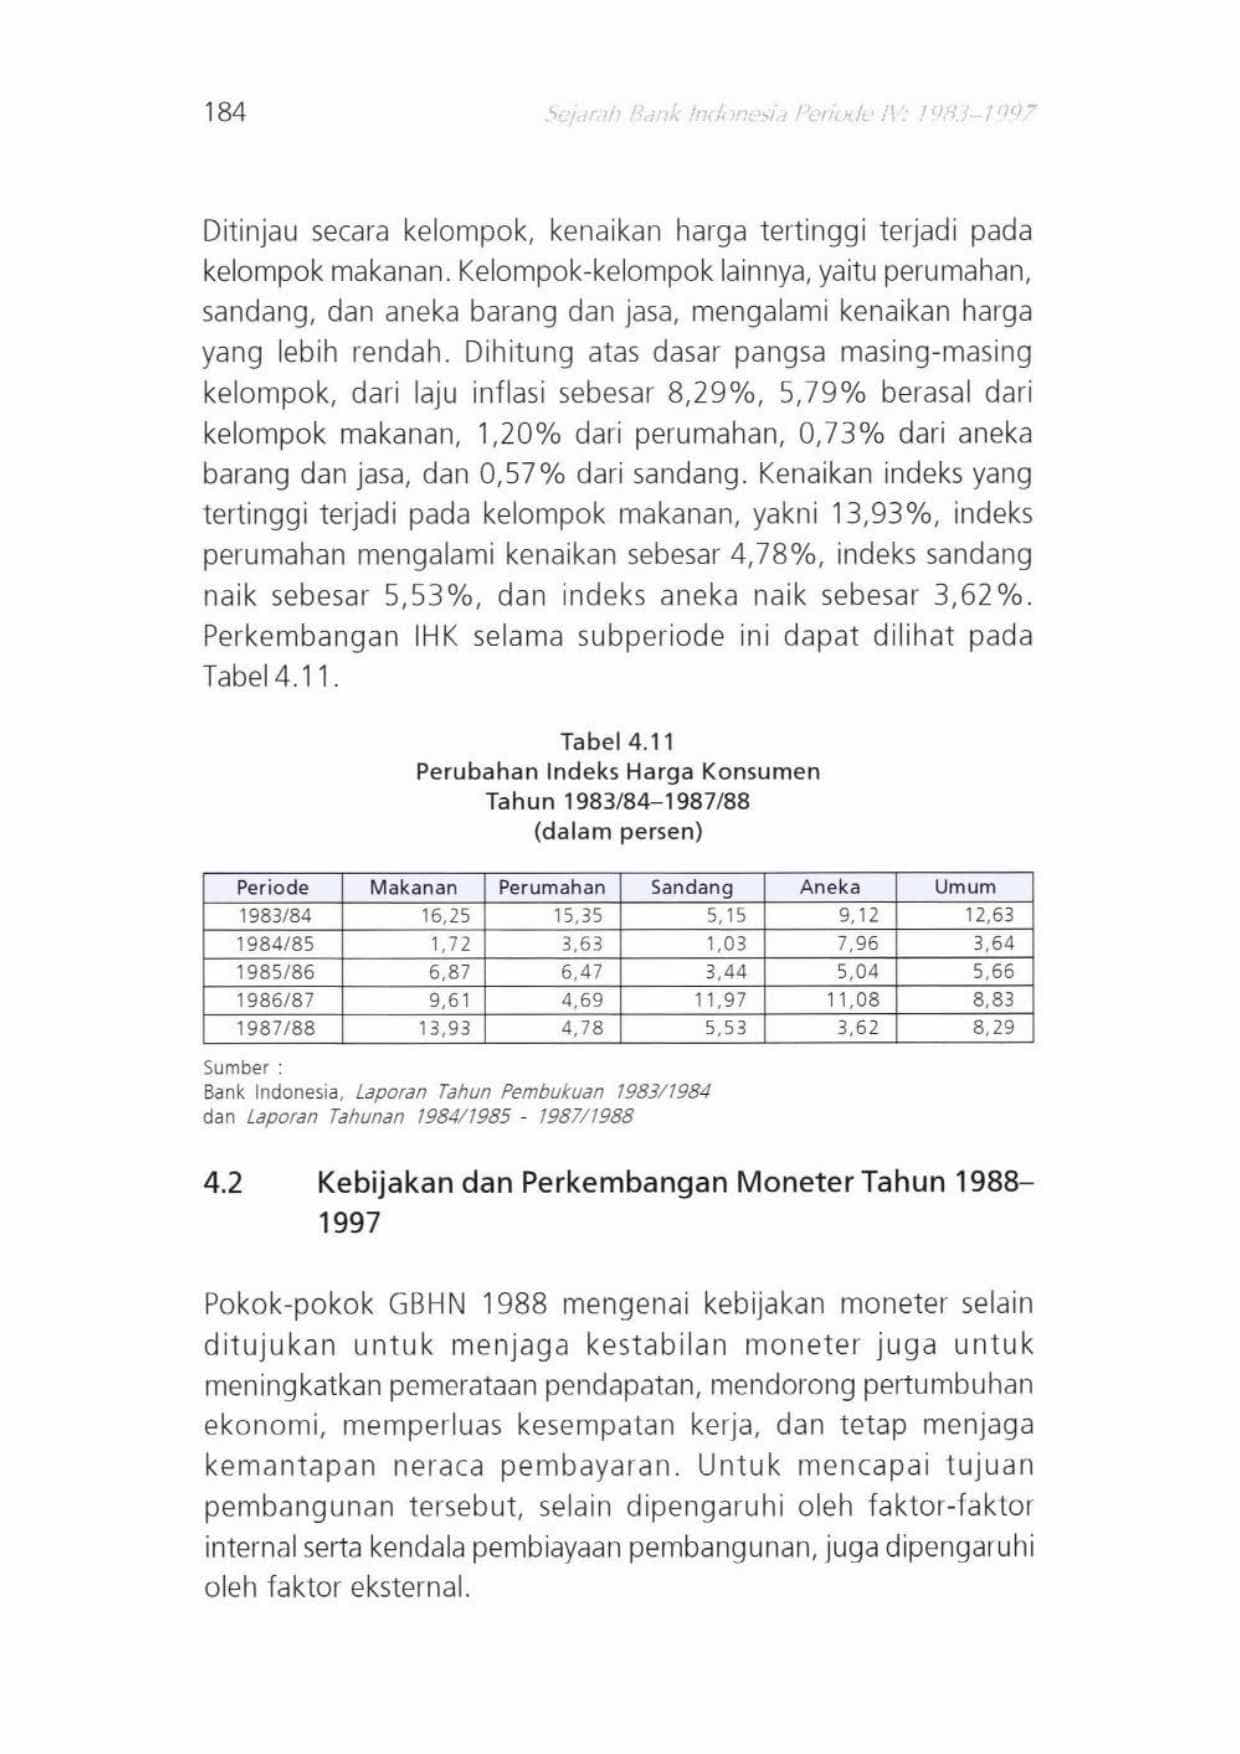 184
Sejarah Bank Indonesia Periode IV: 1983–1997
Ditinjau secara kelompok, kenaikan harga tertinggi terjadi pada
kelompok makanan. Kelompok-kelompok lainnya, yaitu perumahan,
sandang, dan aneka barang dan jasa, mengalami kenaikan harga
yang lebih rendah. Dihitung atas dasar pangsa masing-masing
kelompok, dari laju inflasi sebesar 8,29%, 5,79% berasal dari
kelompok makanan, 1,20% dari perumahan, 0,73% dari aneka
barang dan jasa, dan 0,57% dari sandang. Kenaikan indeks yang
tertinggi terjadi pada kelompok makanan, yakni 13,93%, indeks
perumahan mengalami kenaikan sebesar 4,78%, indeks sandang
naik sebesar 5,53%, dan indeks aneka naik sebesar 3,62%.
Perkembangan IHK selama subperiode ini dapat dilihat pada
Tabel 4.11.
Tabel 4.11
Perubahan Indeks Harga Konsumen
Tahun 1983/84–1987/88
(dalam persen)
Periode Makanan Perumahan Sandang Aneka Umum
1983/84 16,25 15,35 5,15 9,12 12,63
1984/85 1,72 3,63 1,03 7,96 3,64
1985/86 6,87 6,47 3,44 5,04 5,66
1986/87 9,61 4,69 11,97 11,08 8,83
1987/88 13,93 4,78 5,53 3,62 8,29
Sumber :
Bank Indonesia, Laporan Tahun Pembukuan 1983/1984
dan Laporan Tahunan 1984/1985 - 1987/1988
4.2 Kebijakan dan Perkembangan Moneter Tahun 1988–
1997
Pokok-pokok GBHN 1988 mengenai kebijakan moneter selain
ditujukan untuk menjaga kestabilan moneter juga untuk
meningkatkan pemerataan pendapatan, mendorong pertumbuhan
ekonomi, memperluas kesempatan kerja, dan tetap menjaga
kemantapan neraca pembayaran. Untuk mencapai tujuan
pembangunan tersebut, selain dipengaruhi oleh faktor-faktor
internal serta kendala pembiayaan pembangunan, juga dipengaruhi
oleh faktor eksternal.